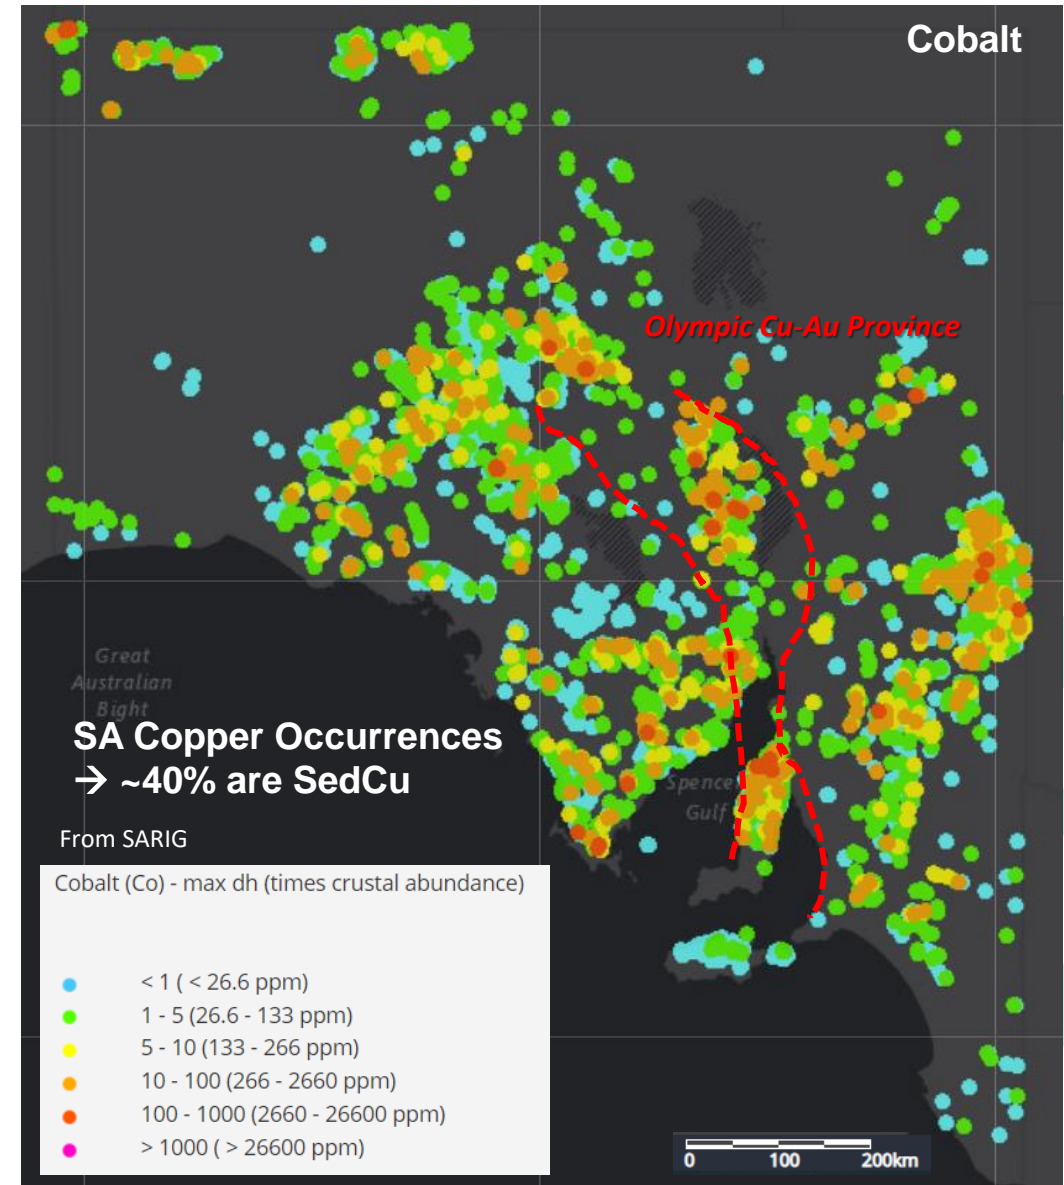 Cobalt
Olympic Cu-Au Province
Great
Australian
Bight
SA Copper Occurrences
→ ~40% are SedCu
Spencer
Gulf
From SARIG
Cobalt (Co) - max dh (times crustal abundance)
< 1 ( < 26.6 ppm)
1 - 5 (26.6 - 133 ppm)
5 - 10 (133 - 266 ppm)
10 - 100 (266 - 2660 ppm)
100 - 1000 (2660 - 26600 ppm)
> 1000 ( > 26600 ppm)
0 100 200km